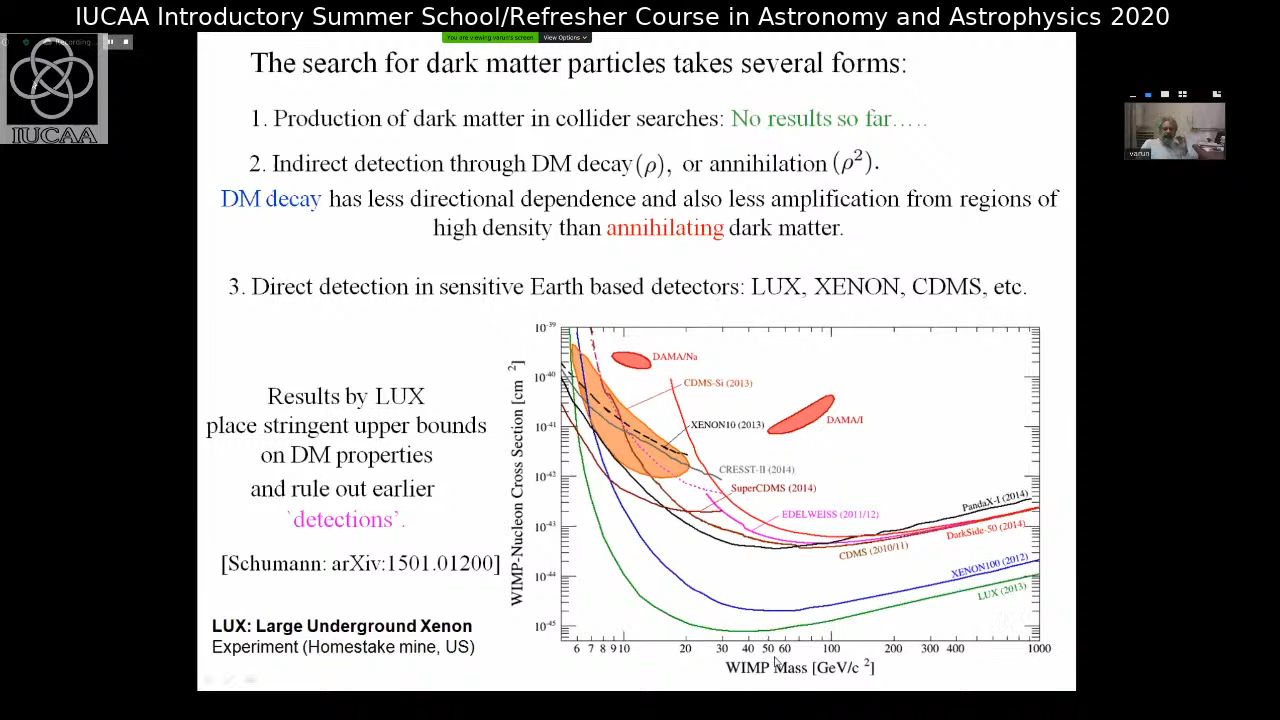 IUCAA Introductory Summer School/Refresher Course in Astronomy and Astrophysics 2020
Recording...
You are viewing varun's screen
View Options
IUCAA
varun
The search for dark matter particles takes several forms:
1. Production of dark matter in collider searches: No results so far.....
2. Indirect detection through DM decay(ρ), or annihilation (ρ²).
DM decay has less directional dependence and also less amplification from regions of
high density than annihilating dark matter.
3. Direct detection in sensitive Earth based detectors: LUX, XENON, CDMS, etc.
Results by LUX
place stringent upper bounds
on DM properties
and rule out earlier
`detections'.
[Schumann: arXiv:1501.01200]
LUX: Large Underground Xenon
Experiment (Homestake mine, US)
WIMP-Nucleon Cross Section [cm²]
10⁻³⁹
10⁻⁴⁰
10⁻⁴¹
10⁻⁴²
10⁻⁴³
10⁻⁴⁴
10⁻⁴⁵
DAMA/Na
CDMS-Si (2013)
XENON10 (2013)
DAMA/I
CRESST-II (2014)
SuperCDMS (2014)
EDELWEISS (2011/12)
PandaX-I (2014)
DarkSide-50 (2014)
CDMS (2010/11)
XENON100 (2012)
LUX (2013)
6 7 8 9 10 20 30 40 50 60 100 200 300 400 1000
WIMP Mass [GeV/c²]